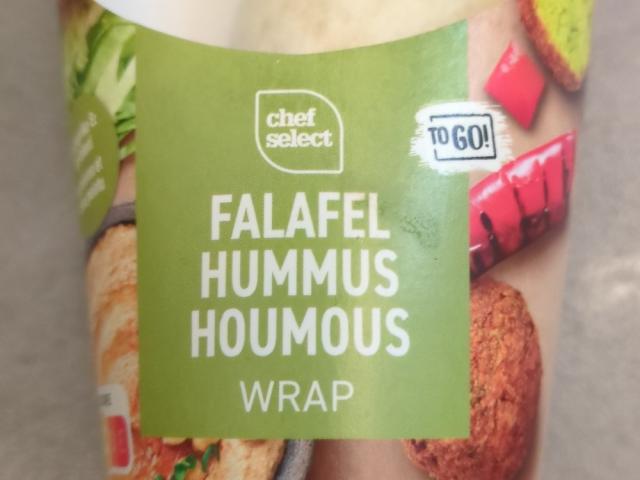 chef
select
TO GO!
FALAFEL
HUMMUS
HOUMOUS
WRAP